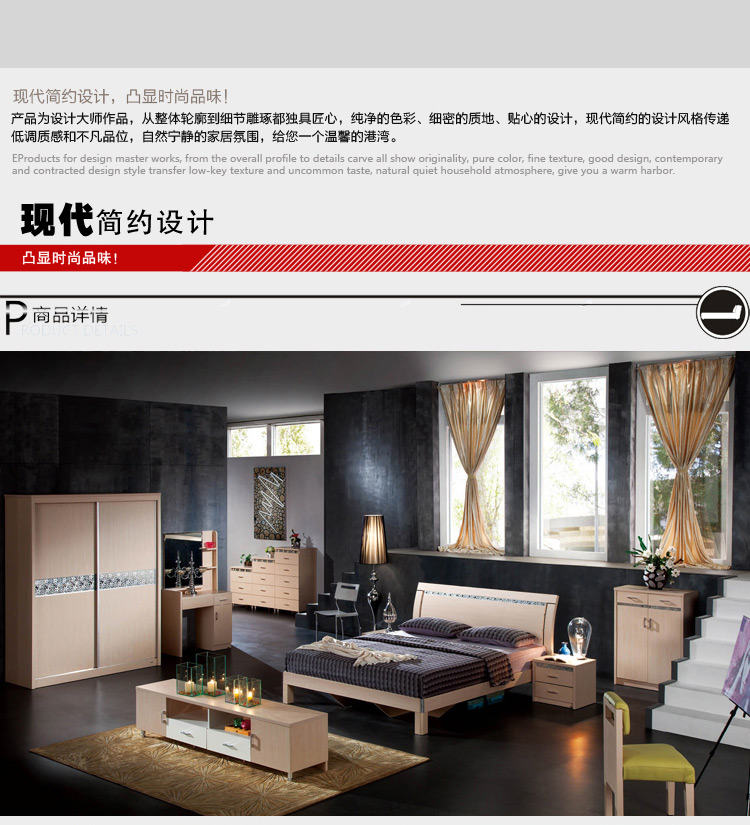 现代简约设计，凸显时尚品味！
产品为设计大师作品，从整体轮廓到细节雕琢都独具匠心，纯净的色彩、细密的质地、贴心的设计，现代简约的设计风格传递
低调质感和不凡品位，自然宁静的家居氛围，给您一个温馨的港湾。
EProducts for design master works, from the overall profile to details carve all show originality, pure color, fine texture, good design, contemporary
and contracted design style transfer low-key texture and uncommon taste, natural quiet household atmosphere, give you a warm harbor.
现代简约设计
凸显时尚品味！
P 商品详情
RODUCT DETAILS